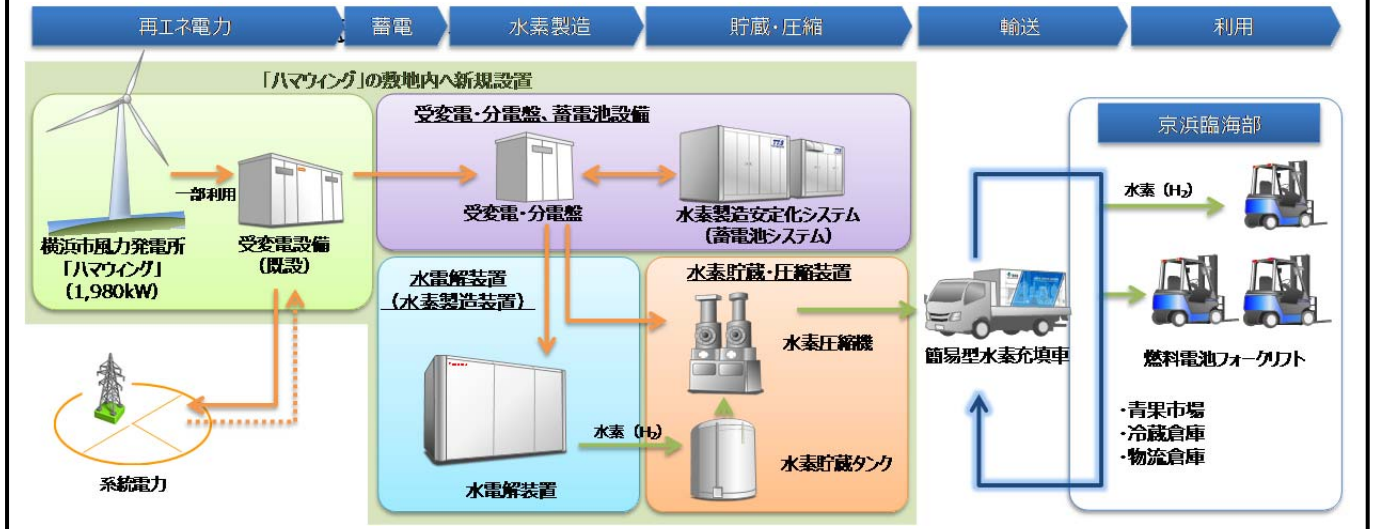 再エネ電力
蓄電
水素製造
貯蔵・圧縮
輸送
利用
「ハマウィング」の敷地内へ新規設置
一部利用
横浜市風力発電所
「ハマウィング」
(1,980kW)
受変電設備
(既設)
系統電力
受変電・分電盤、蓄電池設備
受変電・分電盤
水素製造安定化システム
(蓄電池システム)
水電解装置
(水素製造装置)
水電解装置
水素 (H₂)
水素貯蔵・圧縮装置
水素圧縮機
水素貯蔵タンク
簡易型水素充填車
京浜臨海部
水素 (H₂)
燃料電池フォークリフト
・青果市場
・冷蔵倉庫
・物流倉庫